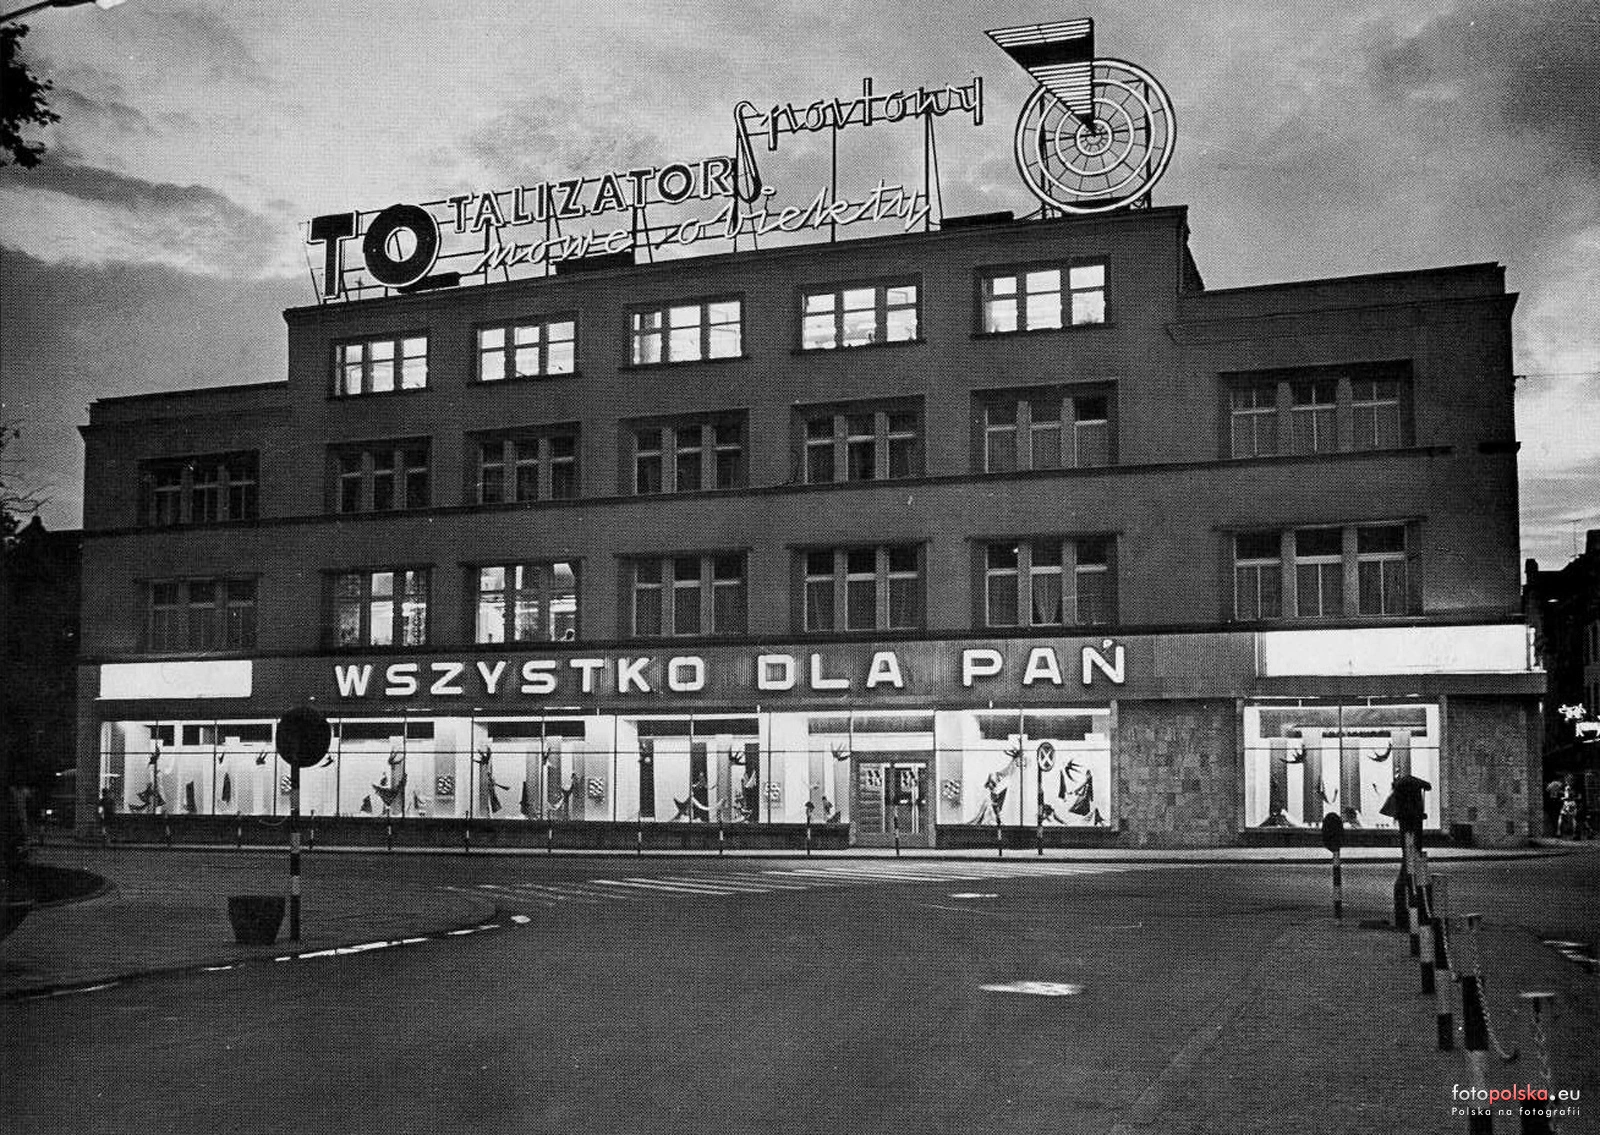 TOTALIZATOR Sportowy
nowe obiekty
WSZYSTKO DLA PAŃ
fotopolska.eu
Polska na fotografii